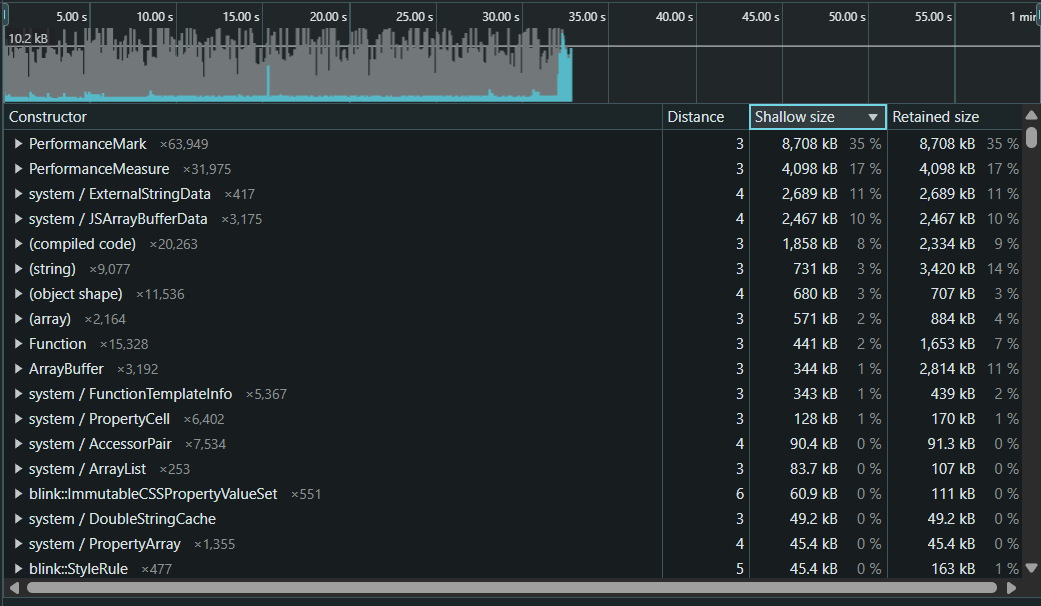 5.00 s 10.00 s 15.00 s 20.00 s 25.00 s 30.00 s 35.00 s 40.00 s 45.00 s 50.00 s 55.00 s 1 min
10.2 kB
Constructor Distance Shallow size ▼ Retained size
▶ PerformanceMark ×63,949 3 8,708 kB 35 % 8,708 kB 35 %
▶ PerformanceMeasure ×31,975 3 4,098 kB 17 % 4,098 kB 17 %
▶ system / ExternalStringData ×417 4 2,689 kB 11 % 2,689 kB 11 %
▶ system / JSArrayBufferData ×3,175 4 2,467 kB 10 % 2,467 kB 10 %
▶ (compiled code) ×20,263 3 1,858 kB 8 % 2,334 kB 9 %
▶ (string) ×9,077 3 731 kB 3 % 3,420 kB 14 %
▶ (object shape) ×11,536 4 680 kB 3 % 707 kB 3 %
▶ (array) ×2,164 3 571 kB 2 % 884 kB 4 %
▶ Function ×15,328 3 441 kB 2 % 1,653 kB 7 %
▶ ArrayBuffer ×3,192 3 344 kB 1 % 2,814 kB 11 %
▶ system / FunctionTemplateInfo ×5,367 3 343 kB 1 % 439 kB 2 %
▶ system / PropertyCell ×6,402 3 128 kB 1 % 170 kB 1 %
▶ system / AccessorPair ×7,534 4 90.4 kB 0 % 91.3 kB 0 %
▶ system / ArrayList ×253 3 83.7 kB 0 % 107 kB 0 %
▶ blink::ImmutableCSSPropertyValueSet ×551 6 60.9 kB 0 % 111 kB 0 %
▶ system / DoubleStringCache 3 49.2 kB 0 % 49.2 kB 0 %
▶ system / PropertyArray ×1,355 4 45.4 kB 0 % 45.4 kB 0 %
▶ blink::StyleRule ×477 5 45.4 kB 0 % 163 kB 1 %